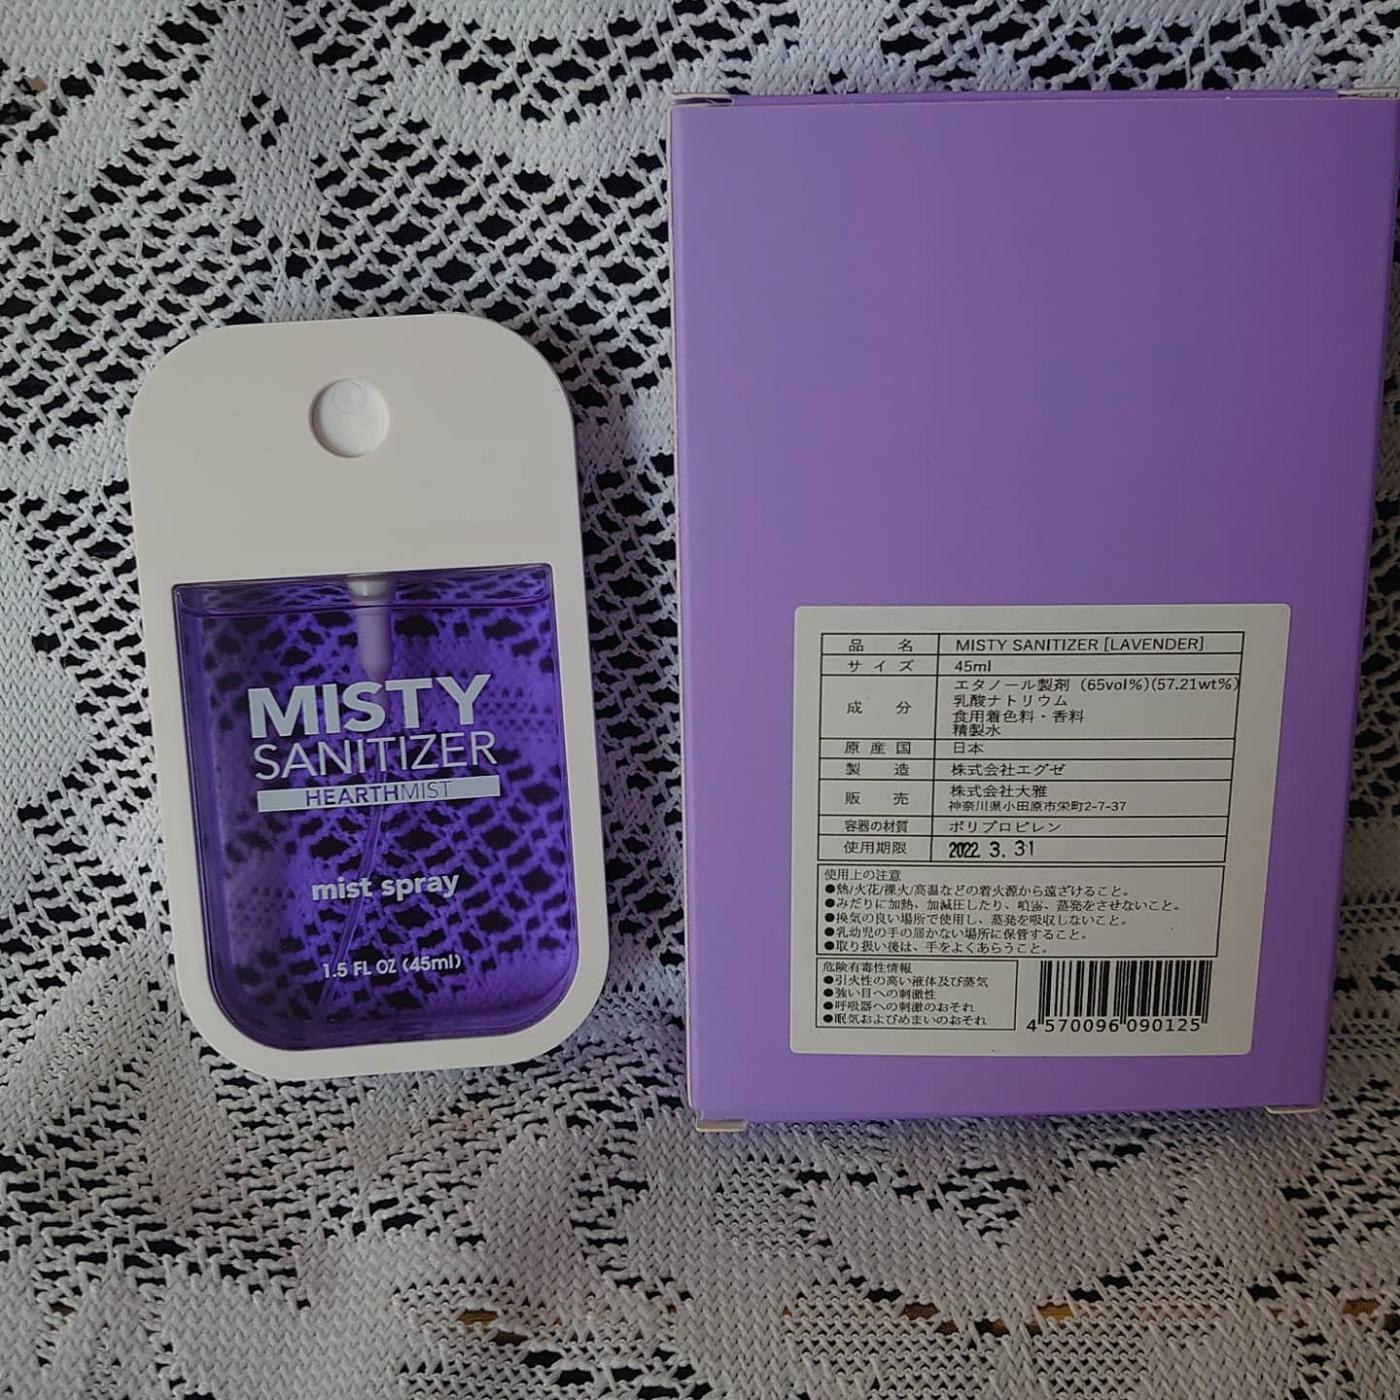 MISTY
SANITIZER
HEARTHMIST
mist spray
1.5 FL OZ (45ml)
品 名 MISTY SANITIZER [LAVENDER]
サイズ 45ml
成 分 エタノール製剤 (65vol%)(57.21wt%)
乳酸ナトリウム
食用着色料・香料
精製水
原産国 日本
製 造 株式会社エグゼ
販 売 株式会社大雅
神奈川県小田原市栄町2-7-37
容器の材質 ポリプロピレン
使用期限 2022. 3. 31
使用上の注意
●熱/火花/裸火/高温などの着火源から遠ざけること。
●みだりに加熱、加減圧したり、噴霧、蒸発をさせないこと。
●換気の良い場所で使用し、蒸発を吸収しないこと。
●乳幼児の手の届かない場所に保管すること。
●取り扱い後は、手をよくあらうこと。
危険有毒性情報
●引火性の高い液体及び蒸気
●強い目への刺激性
●呼吸器への刺激のおそれ
●眠気およびめまいのおそれ
4 570096 090125